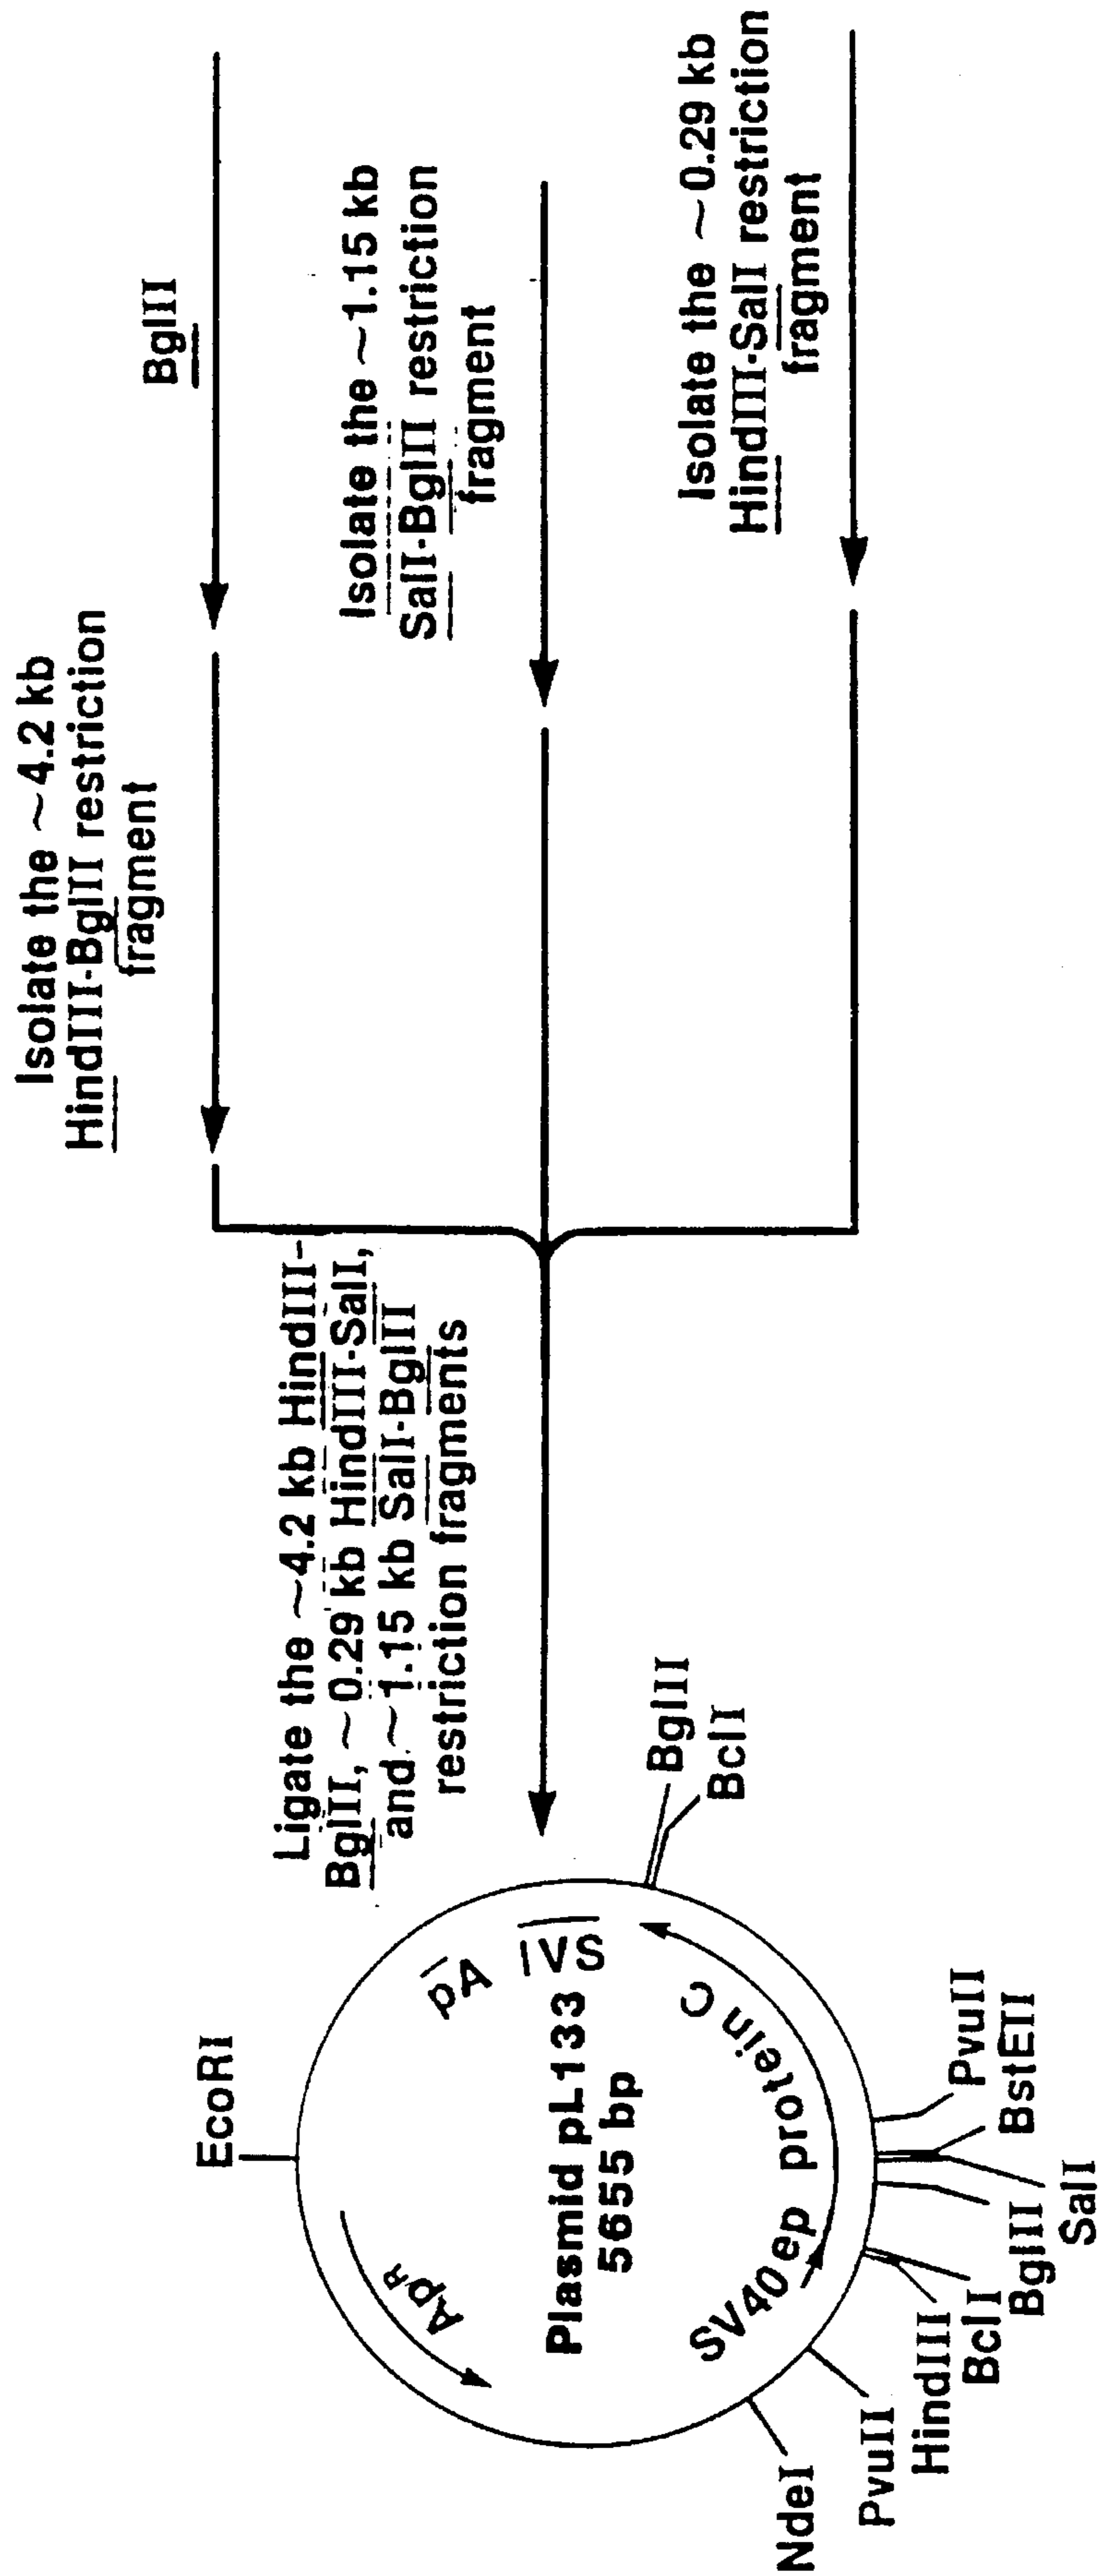 BglII
Isolate the ~4.2 kb
HindIII-BglII restriction
fragment
Isolate the ~1.15 kb
SalI-BglII restriction
fragment
Isolate the ~0.29 kb
HindIII-SalI restriction
fragment
Ligate the ~4.2 kb HindIII-
BglII, ~0.29 kb HindIII-SalI,
and ~1.15 kb SalI-BglII
restriction fragments
EcoRI
BglII
BclI
PvuII
BstEII
SalI
BglII
BclI
HindIII
PvuII
NdeI
ApR
pA
IVS
Plasmid pL133
5655 bp
SV40 ep
protein C